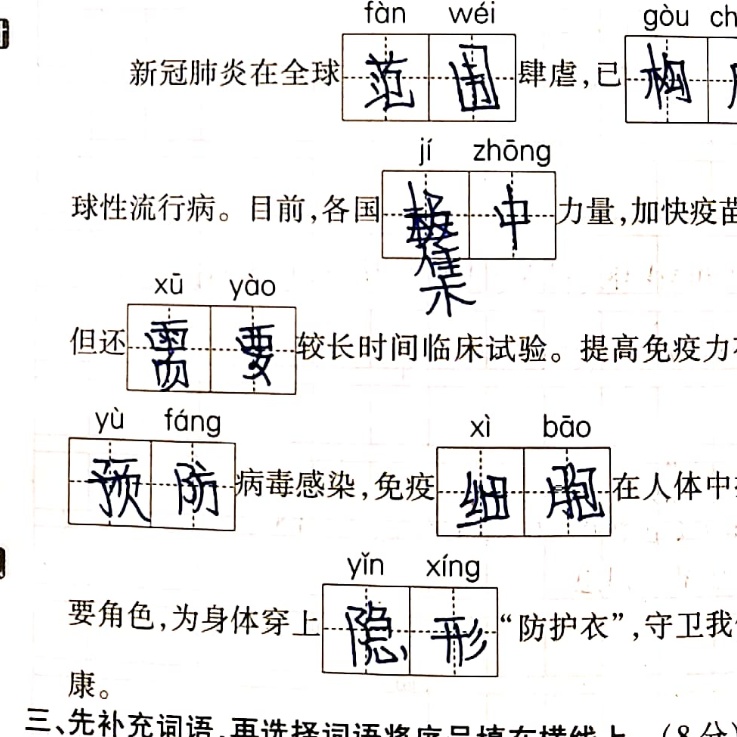 fàn wéi gòu ch
新冠肺炎在全球范围肆虐,已构
jí zhōng
球性流行病。目前,各国集中力量,加快疫苗
xū yào
但还需要较长时间临床试验。提高免疫力
yù fáng xì bāo
预防病毒感染,免疫细胞在人体中
yǐn xíng
要角色,为身体穿上隐形“防护衣”,守卫我
康。
三、先补充词语,再选择词语将序号填在横线上。(8分)